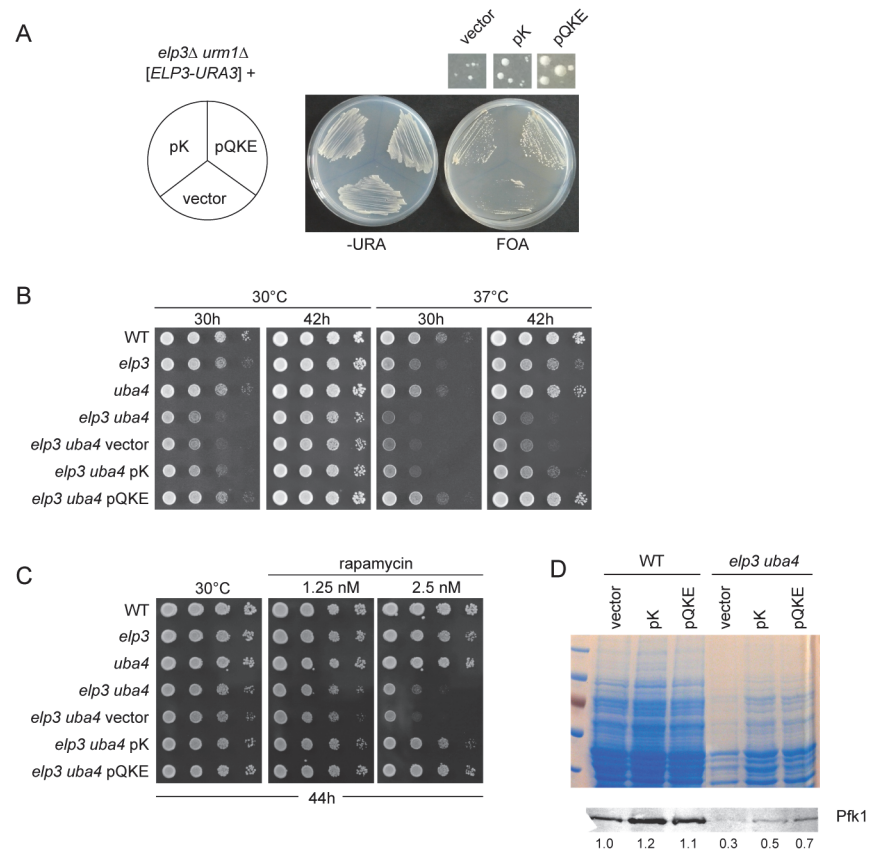 A
elp3Δ urm1Δ
[ELP3-URA3] +
pK
pQKE
vector
vector
pK
pQKE
-URA
FOA
B
30°C
37°C
30h
42h
30h
42h
WT
elp3
uba4
elp3 uba4
elp3 uba4 vector
elp3 uba4 pK
elp3 uba4 pQKE
C
rapamycin
30°C
1.25 nM
2.5 nM
WT
elp3
uba4
elp3 uba4
elp3 uba4 vector
elp3 uba4 pK
elp3 uba4 pQKE
44h
D
WT
elp3 uba4
vector
pK
pQKE
vector
pK
pQKE
Pfk1
1.0 1.2 1.1 0.3 0.5 0.7